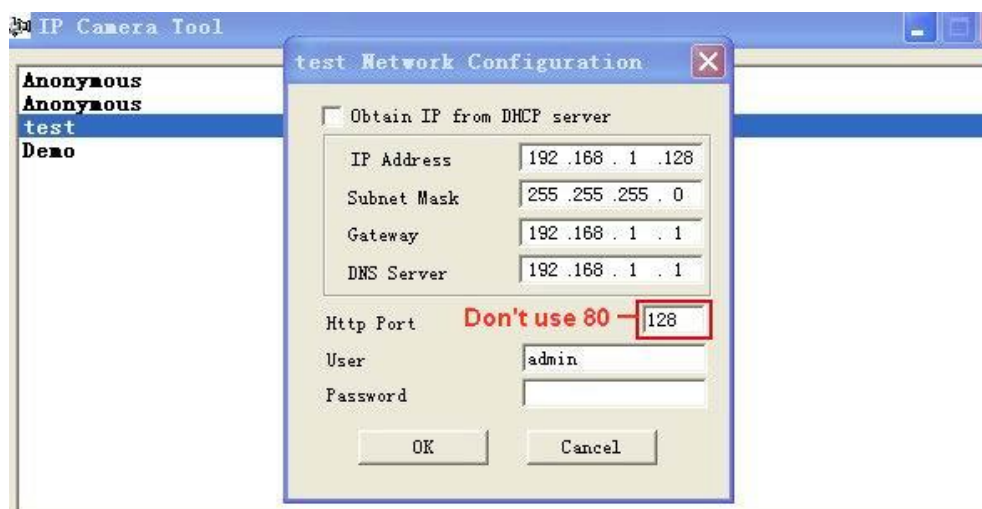 IP Camera Tool
Anonymous
Anonymous
test
Demo
test Network Configuration
Obtain IP from DHCP server
IP Address 192 .168 . 1 .128
Subnet Mask 255 .255 .255 . 0
Gateway 192 .168 . 1 . 1
DNS Server 192 .168 . 1 . 1
Http Port Don't use 80 128
User admin
Password
OK Cancel